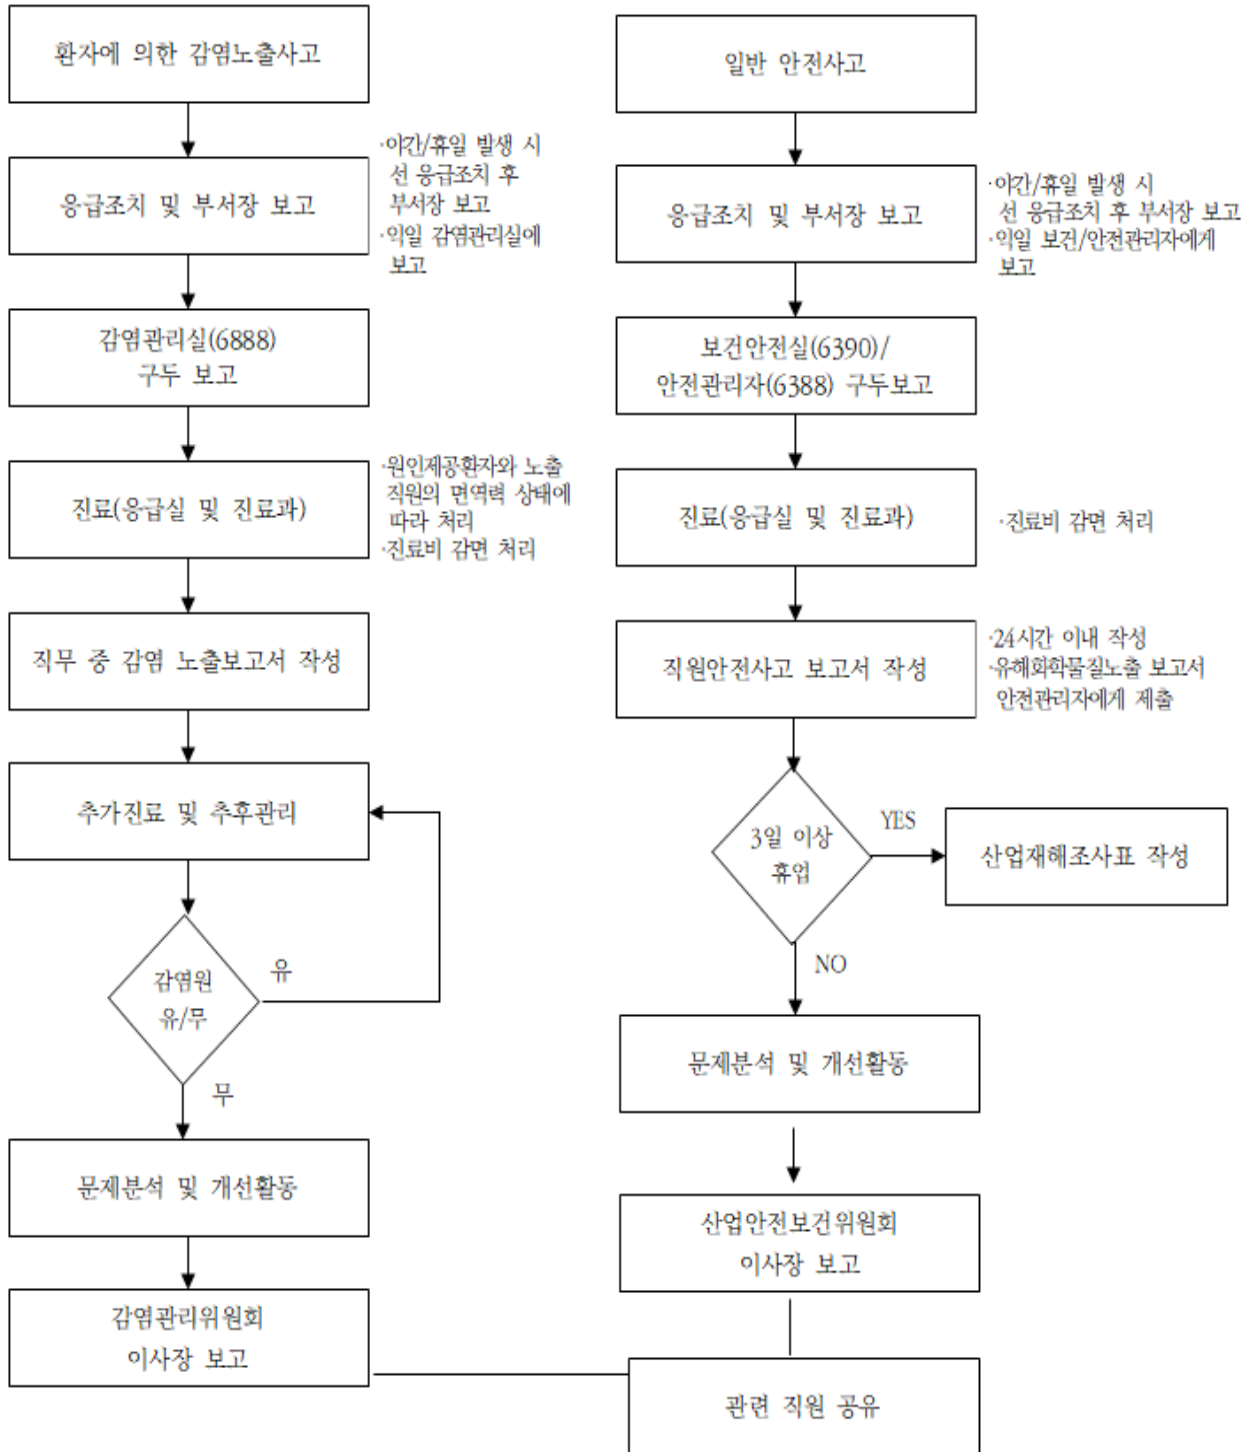 환자에 의한 감염노출사고
응급조치 및 부서장 보고
·야간/휴일 발생 시
선 응급조치 후
부서장 보고
·익일 감염관리실에
보고
감염관리실(6888)
구두 보고
진료(응급실 및 진료과)
·원인제공환자와 노출
직원의 면역력 상태에
따라 처리
·진료비 감면 처리
직무 중 감염 노출보고서 작성
추가진료 및 추후관리
감염원
유/무
유
무
문제분석 및 개선활동
감염관리위원회
이사장 보고
일반 안전사고
응급조치 및 부서장 보고
·야간/휴일 발생 시
선 응급조치 후 부서장 보고
·익일 보건/안전관리자에게
보고
보건안전실(6390)/
안전관리자(6388) 구두보고
진료(응급실 및 진료과)
·진료비 감면 처리
직원안전사고 보고서 작성
·24시간 이내 작성
·유해화학물질노출 보고서
안전관리자에게 제출
3일 이상
휴업
YES
산업재해조사표 작성
NO
문제분석 및 개선활동
산업안전보건위원회
이사장 보고
관련 직원 공유